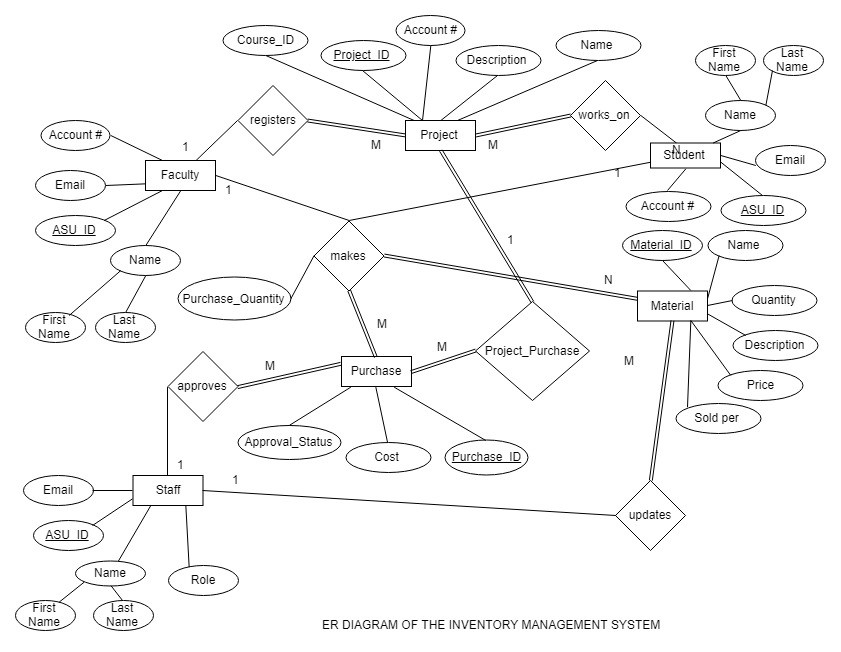 Course_ID
Project_ID
Account #
Description
Name
First
Name
Last
Name
Name
Account #
registers
Project
works_on
1
M
M
N
Student
Email
Faculty
1
1
Email
Account #
ASU_ID
ASU_ID
Name
First
Name
Last
Name
makes
Purchase_Quantity
1
Material_ID
Name
N
Material
Quantity
Description
Price
Sold per
M
M
M
M
Project_Purchase
approves
Purchase
Approval_Status
Cost
Purchase_ID
1
1
Email
Staff
ASU_ID
Name
Role
First
Name
Last
Name
updates
ER DIAGRAM OF THE INVENTORY MANAGEMENT SYSTEM